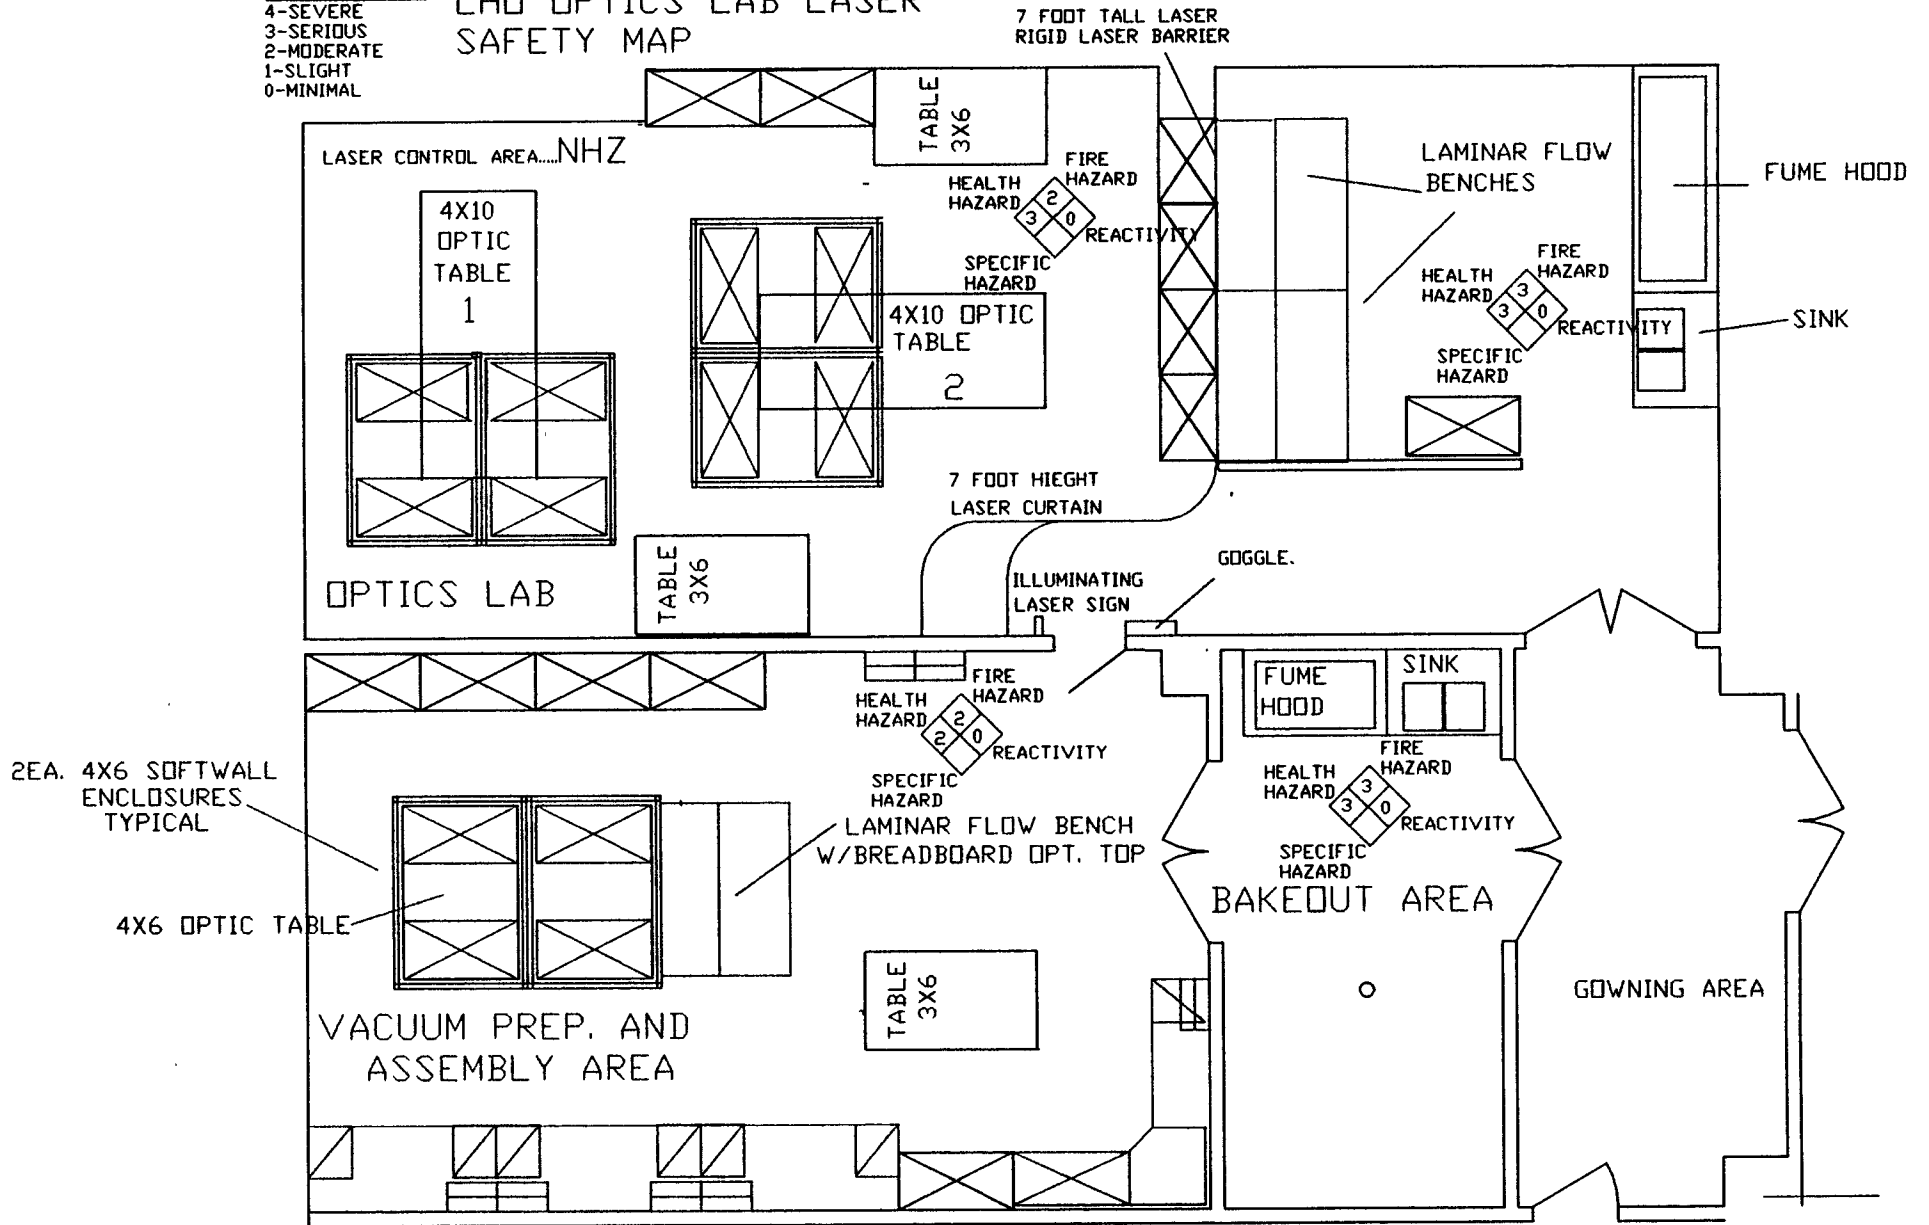 4-SEVERE
3-SERIOUS
2-MODERATE
1-SLIGHT
0-MINIMAL
LHO OPTICS LAB LASER
SAFETY MAP
7 FOOT TALL LASER
RIGID LASER BARRIER
TABLE
3X6
LASER CONTROL AREA.....NHZ
4X10
OPTIC
TABLE
1
HEALTH
HAZARD
FIRE
HAZARD
2
3
0
REACTIVITY
SPECIFIC
HAZARD
4X10 OPTIC
TABLE
2
LAMINAR FLOW
BENCHES
FUME HOOD
HEALTH
HAZARD
FIRE
HAZARD
3
3
0
REACTIVITY
SPECIFIC
HAZARD
SINK
7 FOOT HIEGHT
LASER CURTAIN
OPTICS LAB
TABLE
3X6
ILLUMINATING
LASER SIGN
GOGGLE.
HEALTH
HAZARD
FIRE
HAZARD
2
2
0
REACTIVITY
SPECIFIC
HAZARD
FUME
HOOD
SINK
HEALTH
HAZARD
FIRE
HAZARD
3
3
0
REACTIVITY
SPECIFIC
HAZARD
BAKEOUT AREA
2EA. 4X6 SOFTWALL
ENCLOSURES
TYPICAL
LAMINAR FLOW BENCH
W/BREADBOARD OPT. TOP
4X6 OPTIC TABLE
TABLE
3X6
GOWNING AREA
VACUUM PREP. AND
ASSEMBLY AREA